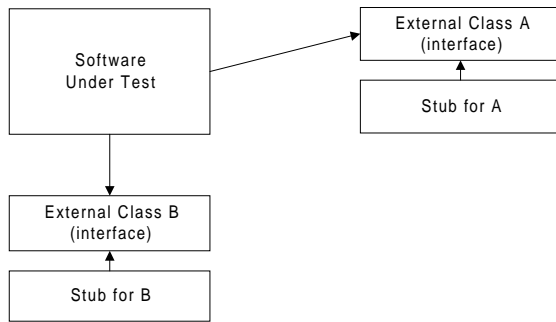 Software
Under Test
External Class A
(interface)
Stub for A
External Class B
(interface)
Stub for B